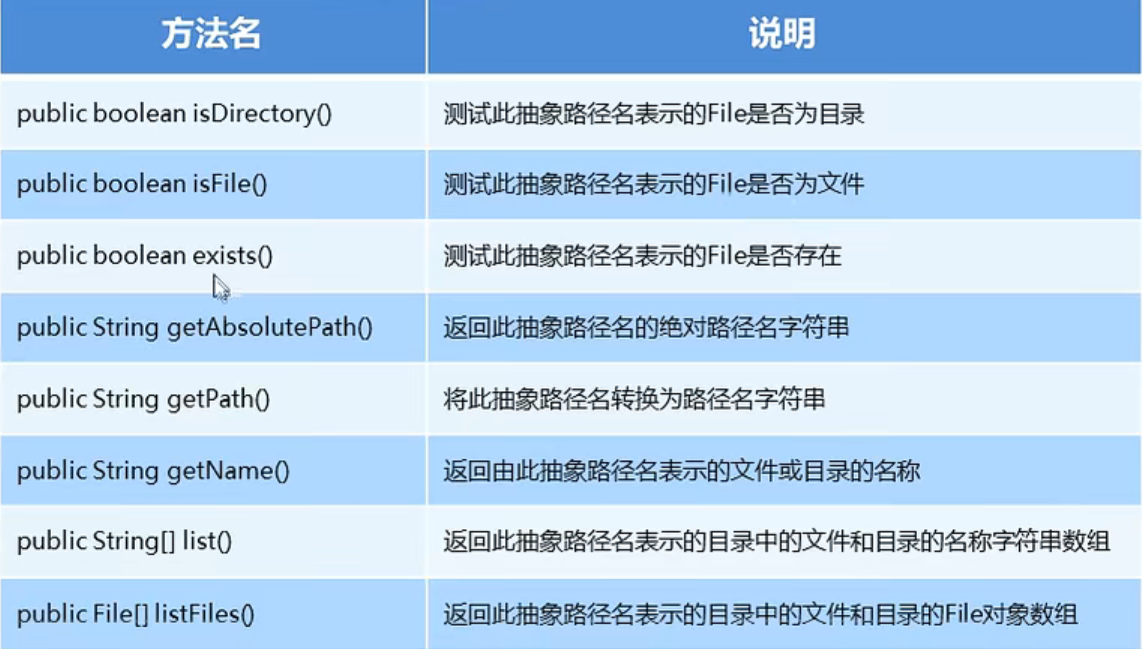 方法名 说明
public boolean isDirectory() 测试此抽象路径名表示的File是否为目录
public boolean isFile() 测试此抽象路径名表示的File是否为文件
public boolean exists() 测试此抽象路径名表示的File是否存在
public String getAbsolutePath() 返回此抽象路径名的绝对路径名字符串
public String getPath() 将此抽象路径名转换为路径名字符串
public String getName() 返回由此抽象路径名表示的文件或目录的名称
public String[] list() 返回此抽象路径名表示的目录中的文件和目录的名称字符串数组
public File[] listFiles() 返回此抽象路径名表示的目录中的文件和目录的File对象数组